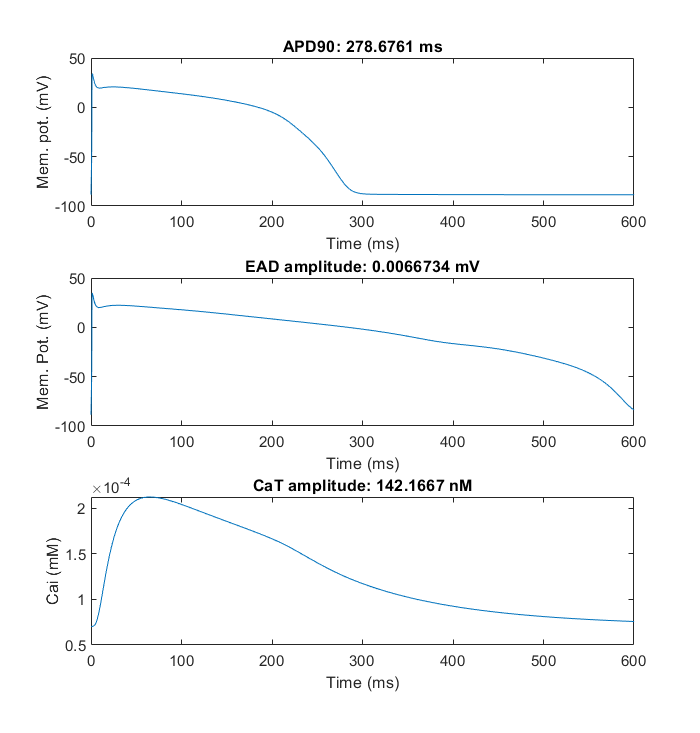 APD90: 278.6761 ms
50
0
-50
-100
Mem. pot. (mV)
0 100 200 300 400 500 600
Time (ms)
EAD amplitude: 0.0066734 mV
50
0
-50
-100
Mem. Pot. (mV)
0 100 200 300 400 500 600
Time (ms)
×10⁻⁴
CaT amplitude: 142.1667 nM
2
1.5
1
0.5
Cai (mM)
0 100 200 300 400 500 600
Time (ms)